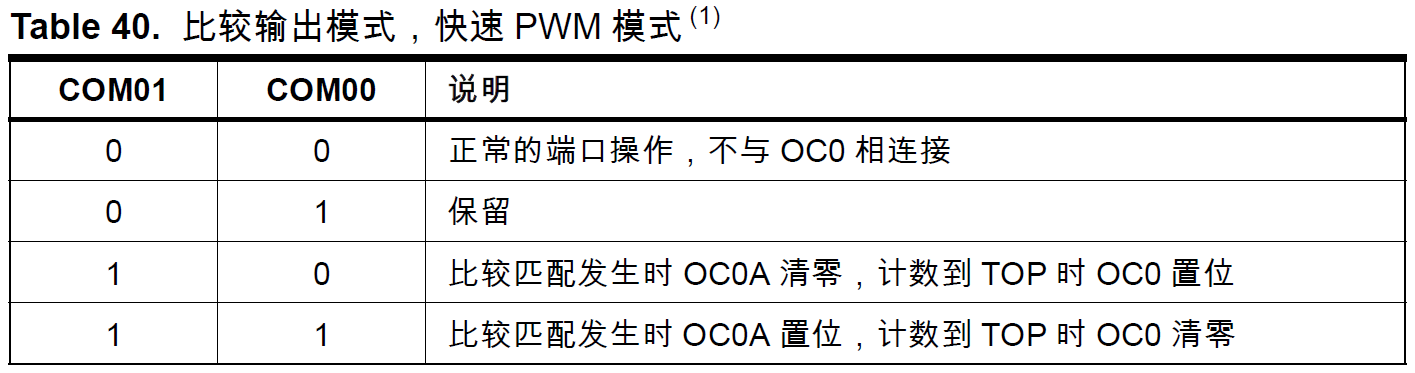 Table 40. 比较输出模式，快速 PWM 模式 (1)
COM01 COM00 说明
0 0 正常的端口操作，不与 OC0 相连接
0 1 保留
1 0 比较匹配发生时 OC0A 清零，计数到 TOP 时 OC0 置位
1 1 比较匹配发生时 OC0A 置位，计数到 TOP 时 OC0 清零